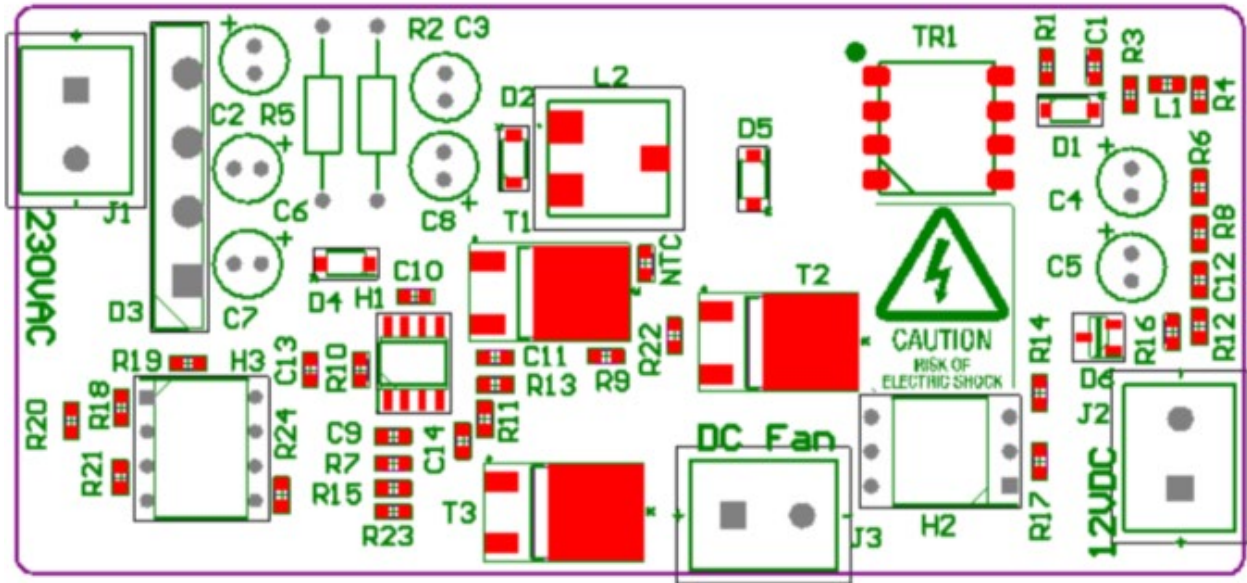 TR1
R1
C1
R3
R2
C3
L2
R4
D2
L1
C2
R5
D5
D1
R6
J1
C6
C8
T1
C4
R8
230VAC
NTC
C5
C12
C10
T2
D4
H1
D3
C7
CAUTION
RISK OF
ELECTRIC SHOCK
R14
R16
R12
R22
R19
H3
C13
R10
C11
R9
D6
R13
J2
R18
R20
R24
R11
C9
C14
DC Fan
R7
R21
R15
12VDC
R17
T3
R23
J3
H2